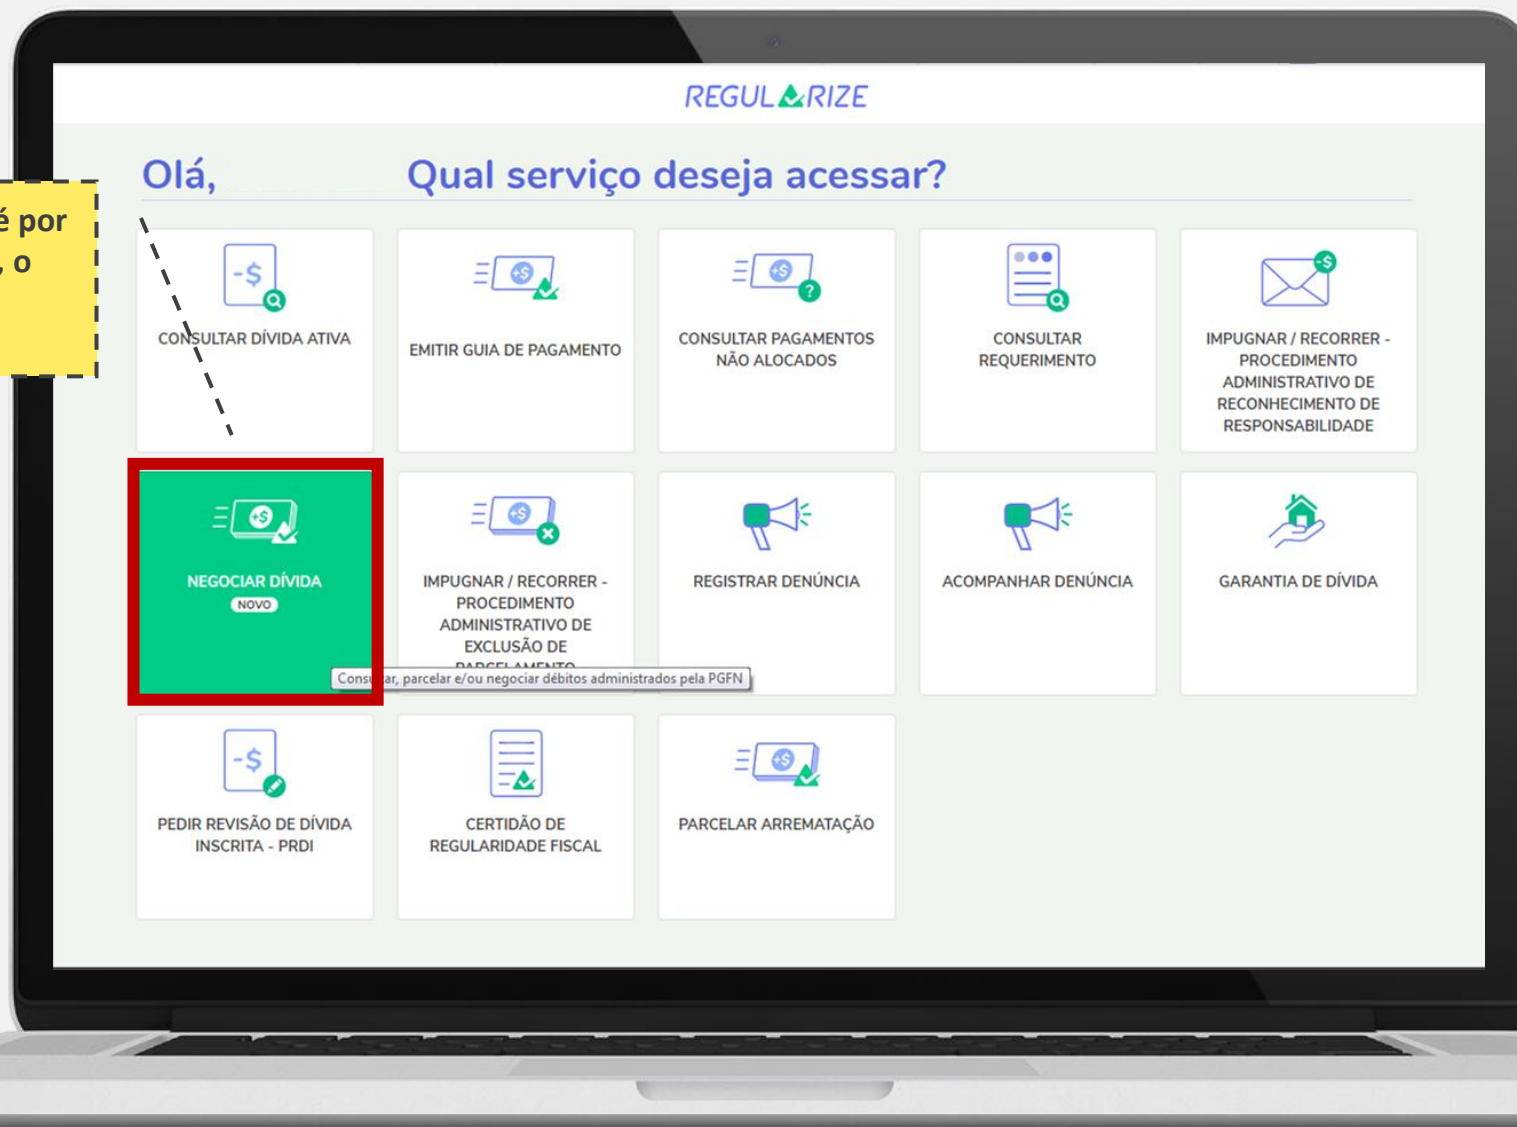 REGULARIZE
Olá, Qual serviço deseja acessar?
é por
, o
CONSULTAR DÍVIDA ATIVA
EMITIR GUIA DE PAGAMENTO
CONSULTAR PAGAMENTOS
NÃO ALOCADOS
CONSULTAR
REQUERIMENTO
IMPUGNAR / RECORRER -
PROCEDIMENTO
ADMINISTRATIVO DE
RECONHECIMENTO DE
RESPONSABILIDADE
NEGOCIAR DÍVIDA
NOVO
IMPUGNAR / RECORRER -
PROCEDIMENTO
ADMINISTRATIVO DE
EXCLUSÃO DE
PARCELAMENTO
Consultar, parcelar e/ou negociar débitos administrados pela PGFN
REGISTRAR DENÚNCIA
ACOMPANHAR DENÚNCIA
GARANTIA DE DÍVIDA
PEDIR REVISÃO DE DÍVIDA
INSCRITA - PRDI
CERTIDÃO DE
REGULARIDADE FISCAL
PARCELAR ARREMATAÇÃO